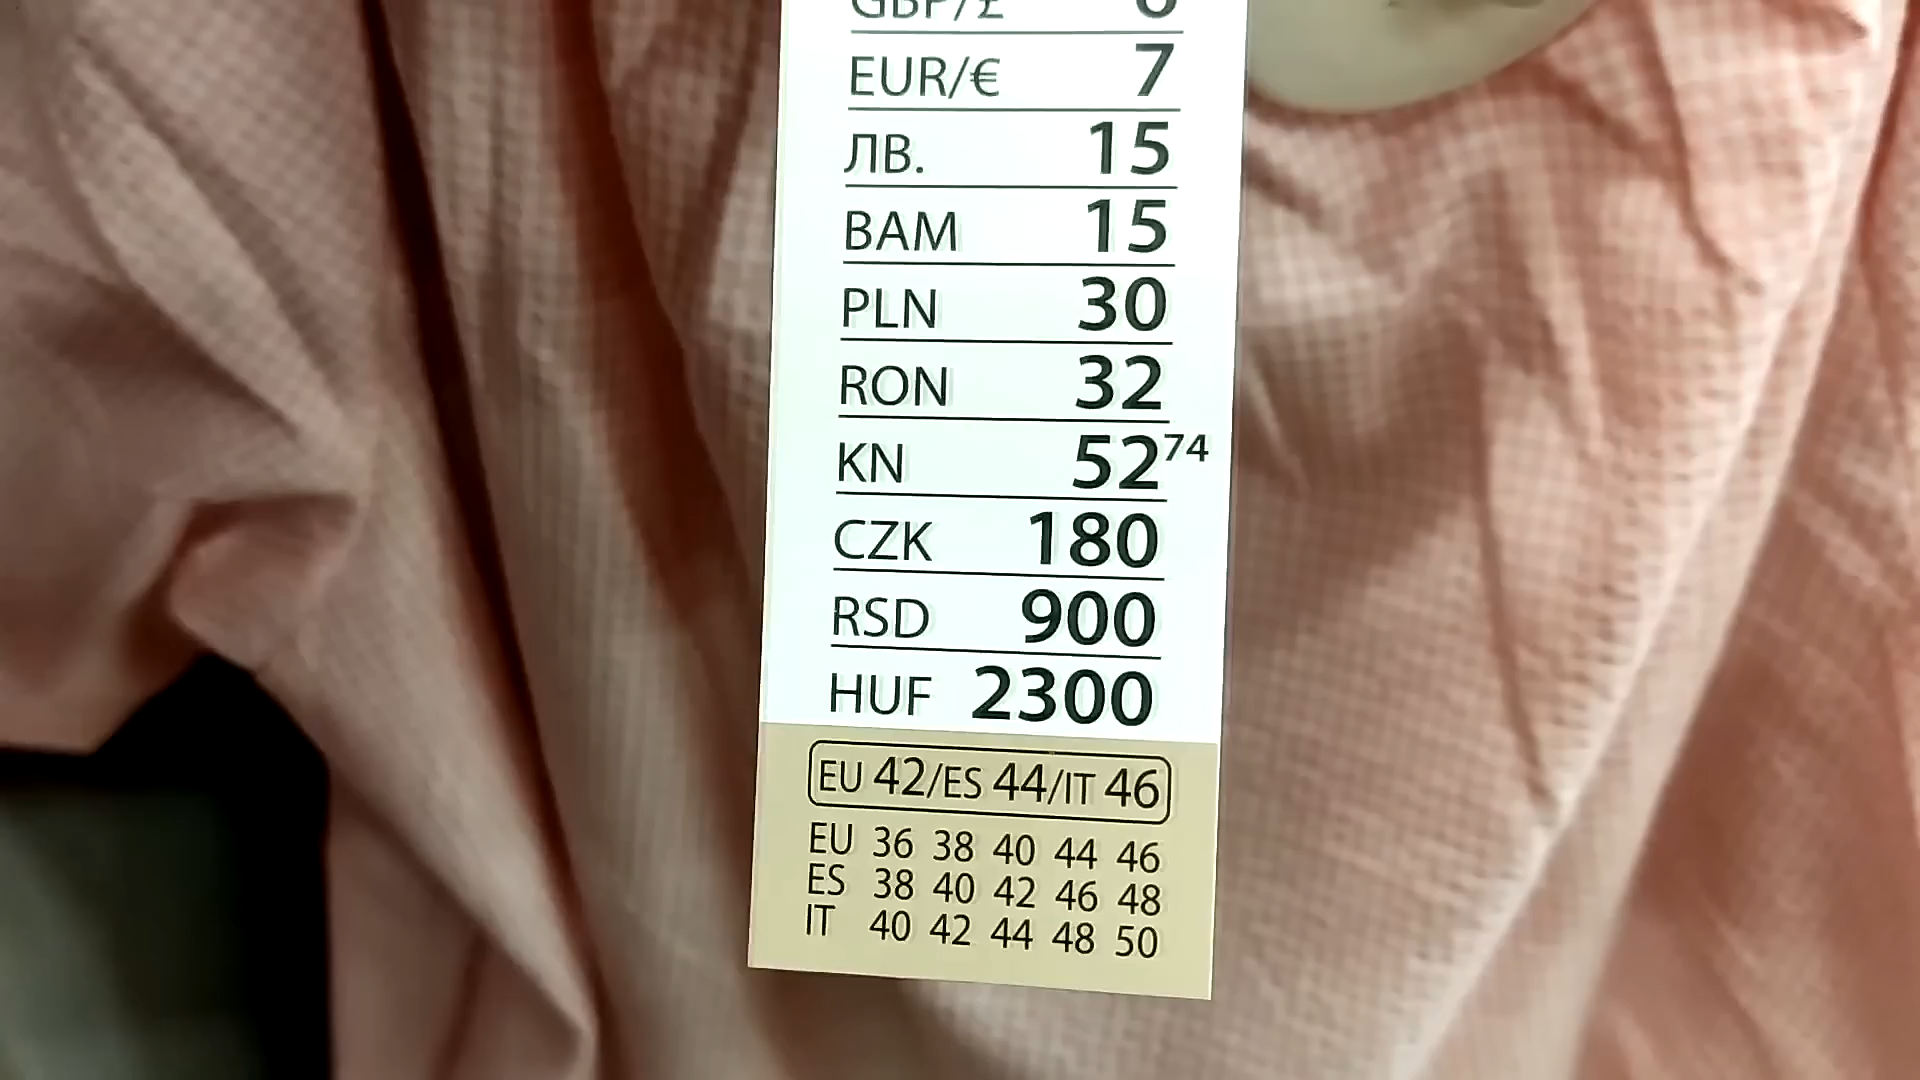 GBP/£ 6
EUR/€ 7
ЛВ. 15
BAM 15
PLN 30
RON 32
KN 52⁷⁴
CZK 180
RSD 900
HUF 2300
EU 42/ES 44/IT 46
EU 36 38 40 44 46
ES 38 40 42 46 48
IT 40 42 44 48 50